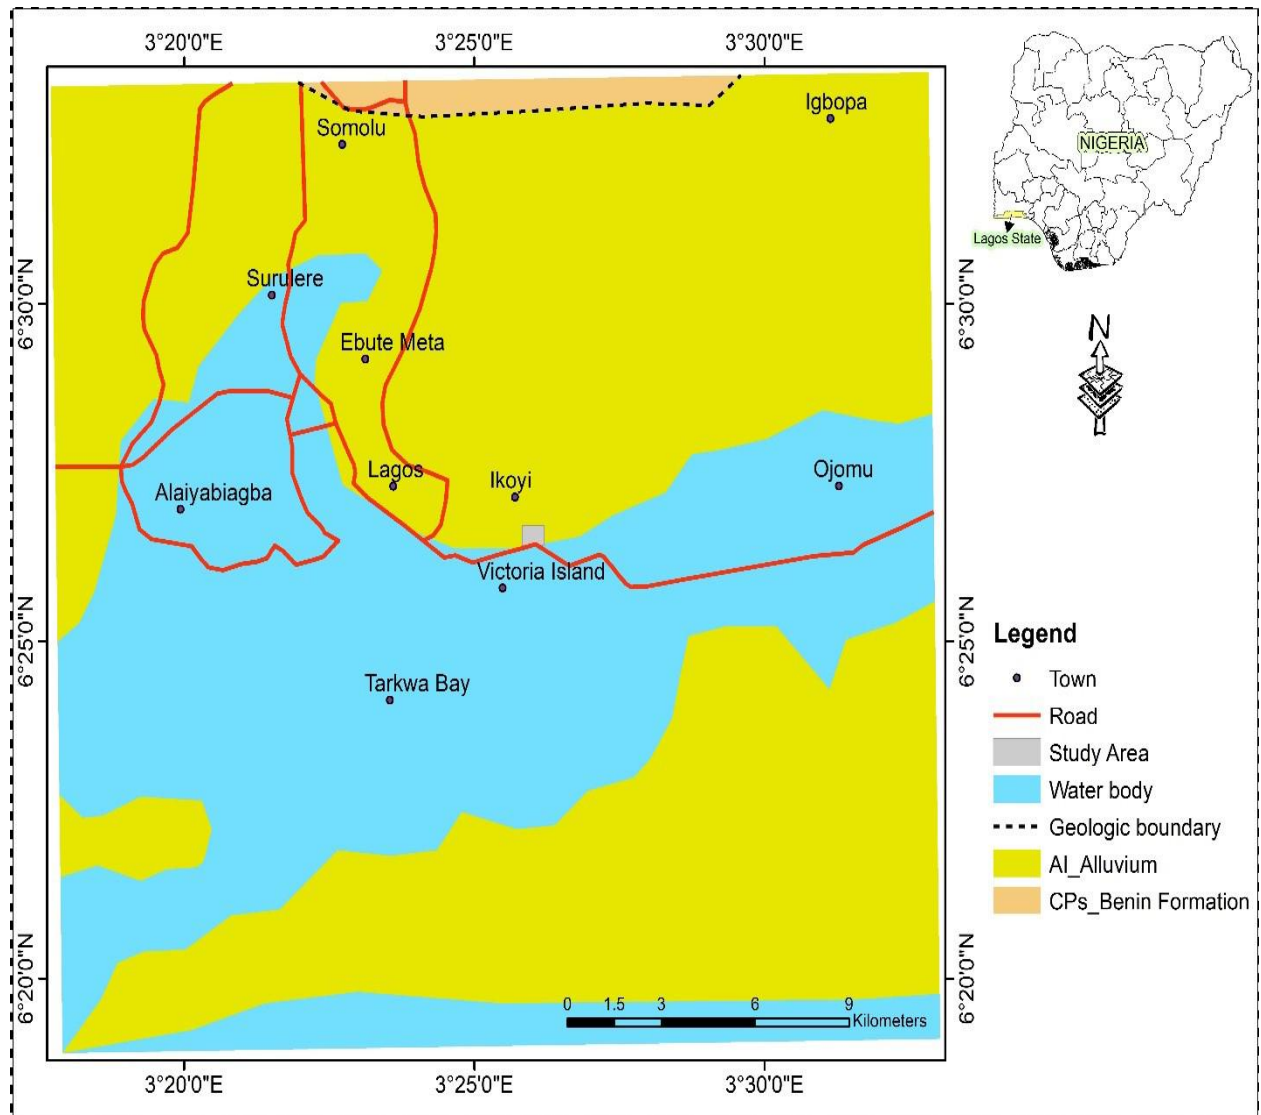 3°20'0"E
3°25'0"E
3°30'0"E
Igbopa
Somolu
NIGERIA
Lagos State
Surulere
6°30'0"N
6°30'0"N
Ebute Meta
N
Lagos
Ikoyi
Ojomu
Alaiyabiagba
Victoria Island
6°25'0"N
6°25'0"N
Tarkwa Bay
Legend
Town
Road
Study Area
Water body
Geologic boundary
Al_Alluvium
CPs_Benin Formation
6°20'0"N
6°20'0"N
0 1.5 3 6 9
Kilometers
3°20'0"E
3°25'0"E
3°30'0"E